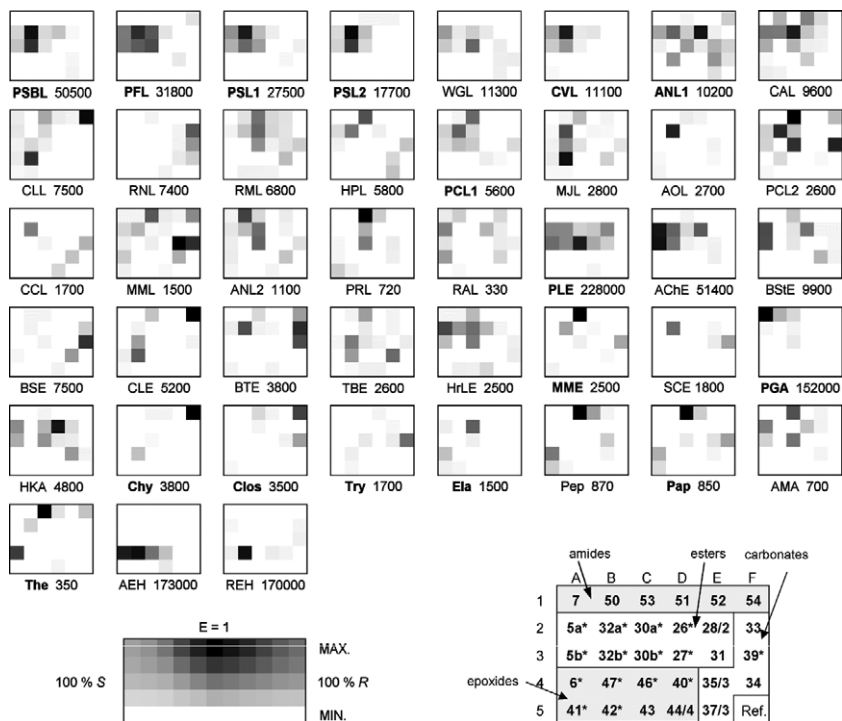 PSBL 50500 PFL 31800 PSL1 27500 PSL2 17700 WGL 11300 CVL 11100 ANL1 10200 CAL 9600
CLL 7500 RNL 7400 RML 6800 HPL 5800 PCL1 5600 MJL 2800 AOL 2700 PCL2 2600
CCL 1700 MML 1500 ANL2 1100 PRL 720 RAL 330 PLE 228000 AChE 51400 BStE 9900
BSE 7500 CLE 5200 BTE 3800 TBE 2600 HrLE 2500 MME 2500 SCE 1800 PGA 152000
HKA 4800 Chy 3800 Clos 3500 Try 1700 Ela 1500 Pep 870 Pap 850 AMA 700
The 350 AEH 173000 REH 170000
E = 1
MAX.
100 % S 100 % R
MIN.
amides esters carbonates
A B C D E F
1 7 50 53 51 52 54
2 5a* 32a* 30a* 26* 28/2 33
3 5b* 32b* 30b* 27* 31 39*
epoxides
4 6* 47* 46* 40* 35/3 34
5 41* 42* 43 44/4 37/3 Ref.